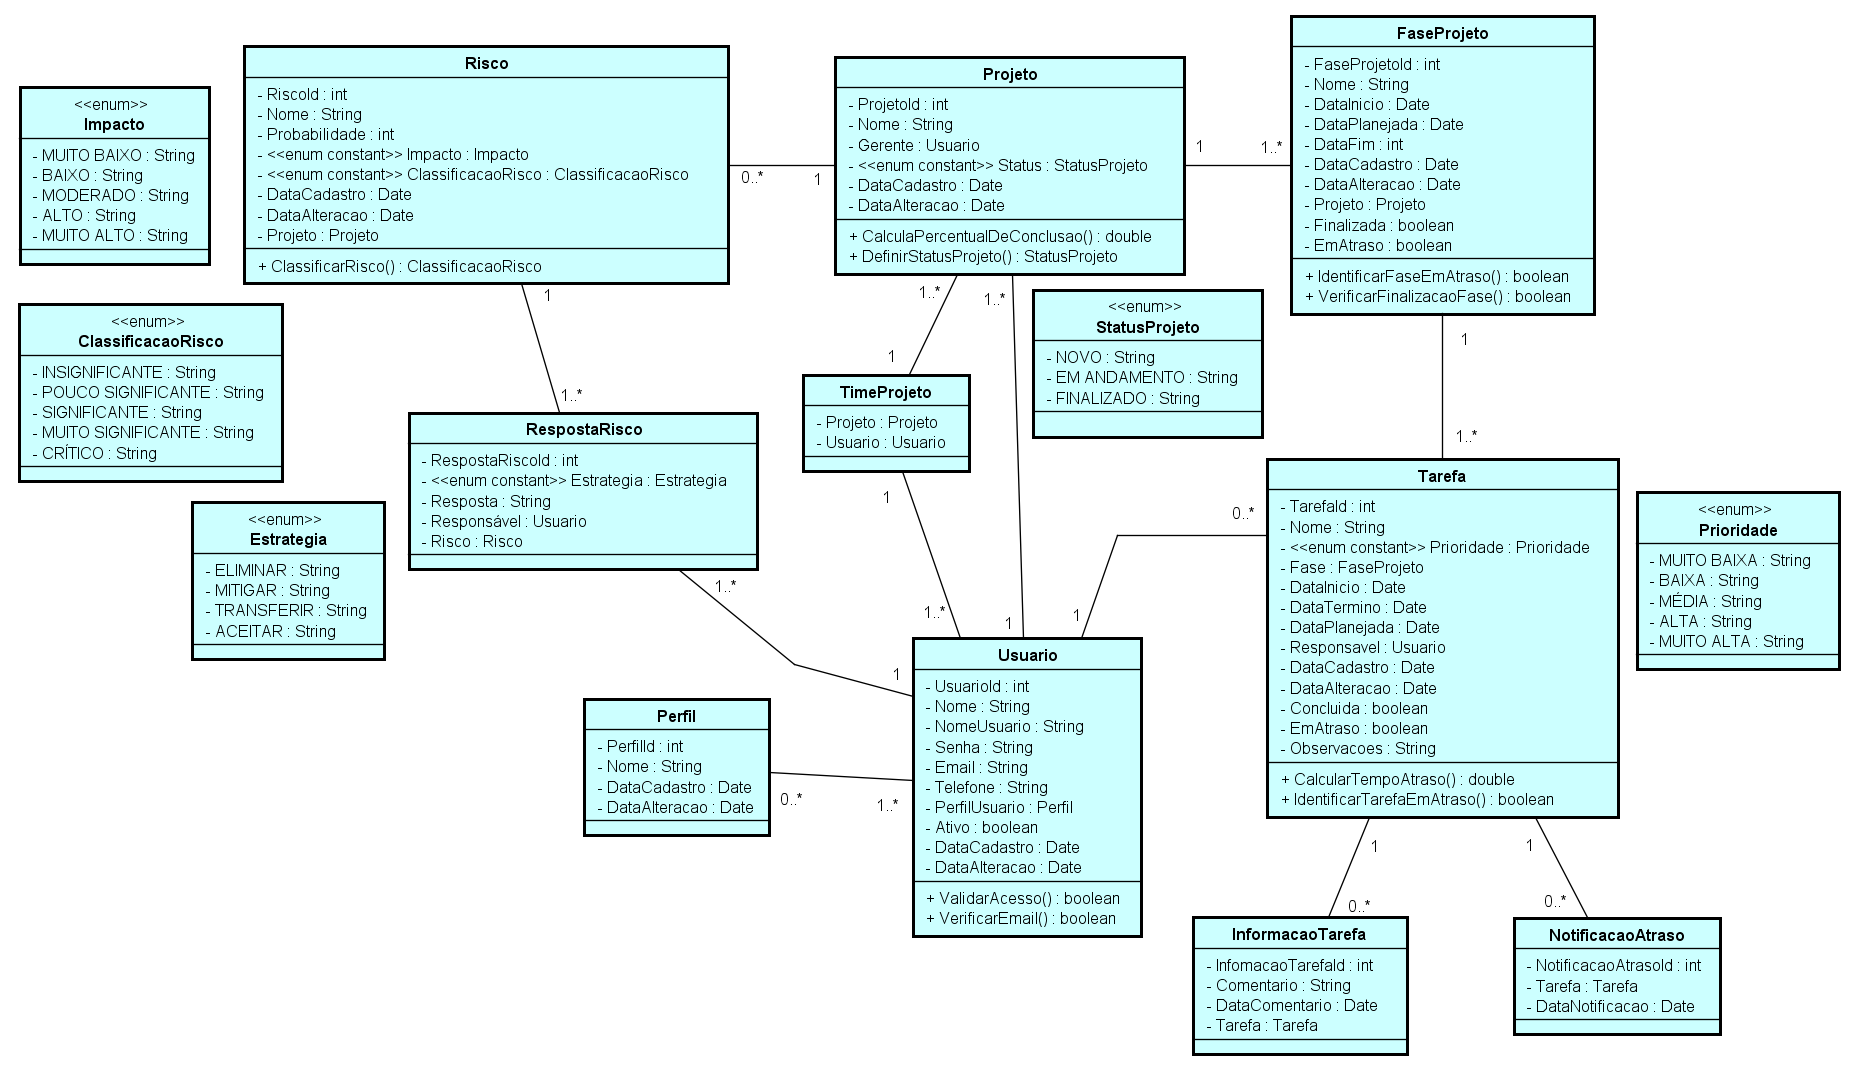 <<enum>>
Impacto
- MUITO BAIXO : String
- BAIXO : String
- MODERADO : String
- ALTO : String
- MUITO ALTO : String
Risco
- RiscoId : int
- Nome : String
- Probabilidade : int
- <<enum constant>> Impacto : Impacto
- <<enum constant>> ClassificacaoRisco : ClassificacaoRisco
- DataCadastro : Date
- DataAlteracao : Date
- Projeto : Projeto
+ ClassificarRisco() : ClassificacaoRisco
0..*
1
Projeto
- ProjetoId : int
- Nome : String
- Gerente : Usuario
- <<enum constant>> Status : StatusProjeto
- DataCadastro : Date
- DataAlteracao : Date
+ CalculaPercentualDeConclusao() : double
+ DefinirStatusProjeto() : StatusProjeto
1
1..*
FaseProjeto
- FaseProjetoId : int
- Nome : String
- DataInicio : Date
- DataPlanejada : Date
- DataFim : int
- DataCadastro : Date
- DataAlteracao : Date
- Projeto : Projeto
- Finalizada : boolean
- EmAtraso : boolean
+ IdentificarFaseEmAtraso() : boolean
+ VerificarFinalizacaoFase() : boolean
<<enum>>
ClassificacaoRisco
- INSIGNIFICANTE : String
- POUCO SIGNIFICANTE : String
- SIGNIFICANTE : String
- MUITO SIGNIFICANTE : String
- CRÍTICO : String
1
1..*
1..*
1..*
1
<<enum>>
StatusProjeto
- NOVO : String
- EM ANDAMENTO : String
- FINALIZADO : String
1
1..*
TimeProjeto
- Projeto : Projeto
- Usuario : Usuario
1
1..*
1
RespostaRisco
- RespostaRiscoId : int
- <<enum constant>> Estrategia : Estrategia
- Resposta : String
- Responsável : Usuario
- Risco : Risco
1..*
1
<<enum>>
Estrategia
- ELIMINAR : String
- MITIGAR : String
- TRANSFERIR : String
- ACEITAR : String
0..*
1
Tarefa
- TarefaId : int
- Nome : String
- <<enum constant>> Prioridade : Prioridade
- Fase : FaseProjeto
- DataInicio : Date
- DataTermino : Date
- DataPlanejada : Date
- Responsavel : Usuario
- DataCadastro : Date
- DataAlteracao : Date
- Concluida : boolean
- EmAtraso : boolean
- Observacoes : String
+ CalcularTempoAtraso() : double
+ IdentificarTarefaEmAtraso() : boolean
<<enum>>
Prioridade
- MUITO BAIXA : String
- BAIXA : String
- MÉDIA : String
- ALTA : String
- MUITO ALTA : String
Perfil
- PerfilId : int
- Nome : String
- DataCadastro : Date
- DataAlteracao : Date
0..*
1..*
Usuario
- UsuarioId : int
- Nome : String
- NomeUsuario : String
- Senha : String
- Email : String
- Telefone : String
- PerfilUsuario : Perfil
- Ativo : boolean
- DataCadastro : Date
- DataAlteracao : Date
+ ValidarAcesso() : boolean
+ VerificarEmail() : boolean
1
0..*
1
0..*
InformacaoTarefa
- InfomacaoTarefaId : int
- Comentario : String
- DataComentario : Date
- Tarefa : Tarefa
NotificacaoAtraso
- NotificacaoAtrasoId : int
- Tarefa : Tarefa
- DataNotificacao : Date